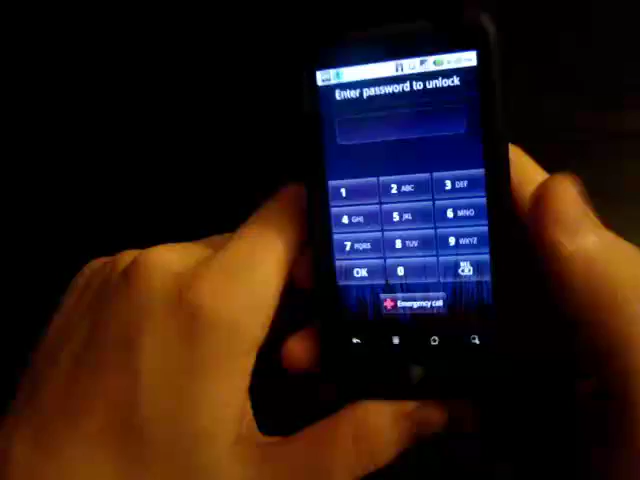 Enter password to unlock
1
2 ABC
3 DEF
4 GHI
5 JKL
6 MNO
7 PQRS
8 TUV
9 WXYZ
OK
0
DEL
Emergency call